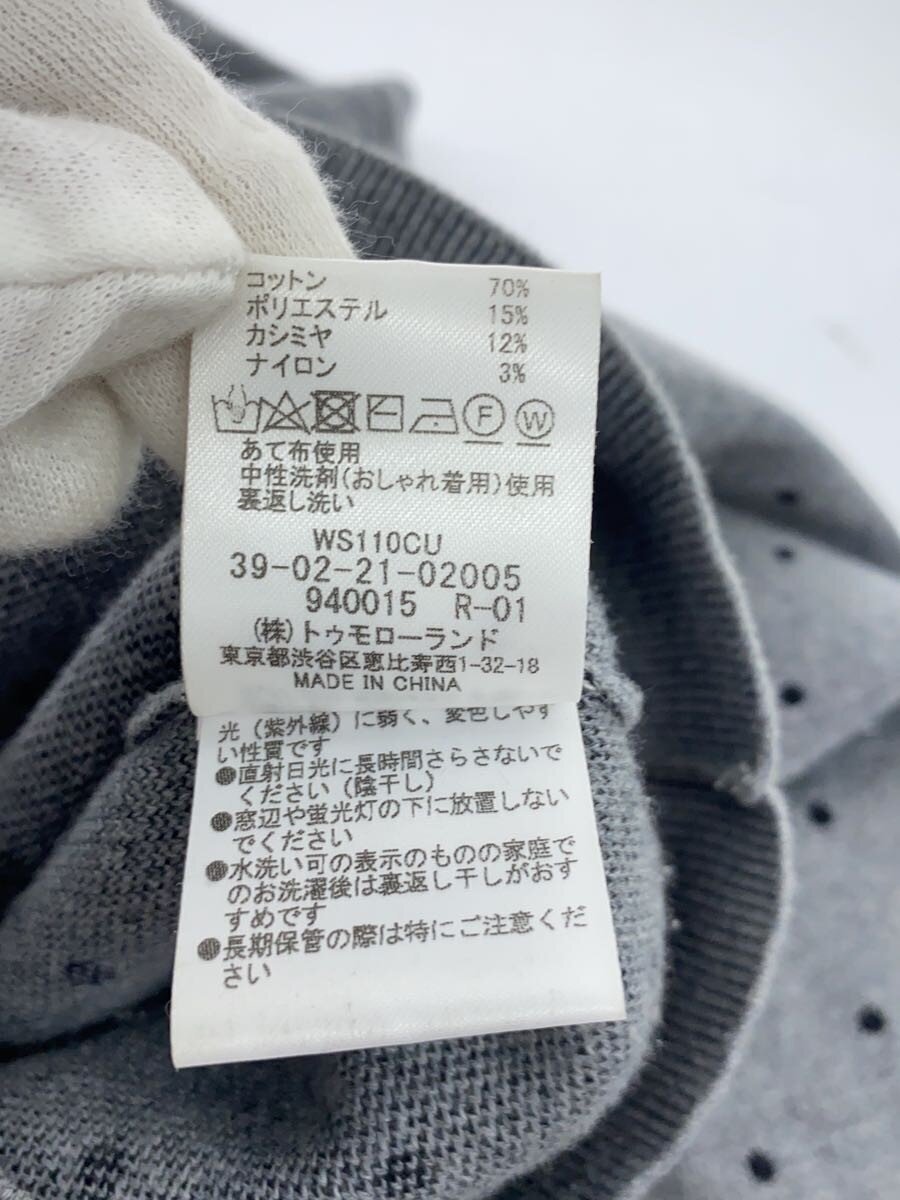 コットン 70%
ポリエステル 15%
カシミヤ 12%
ナイロン 3%
F W
あて布使用
中性洗剤(おしゃれ着用)使用
裏返し洗い
WS110CU
39-02-21-02005
940015 R-01
(株)トゥモローランド
東京都渋谷区恵比寿西1-32-18
MADE IN CHINA
光(紫外線)に弱く、変色しやす
い性質です
●直射日光に長時間さらさないで
ください(陰干し)
●窓辺や蛍光灯の下に放置しない
でください
●水洗い可の表示のものの家庭で
のお洗濯後は裏返し干しがおす
すめです
●長期保管の際は特にご注意くだ
さい